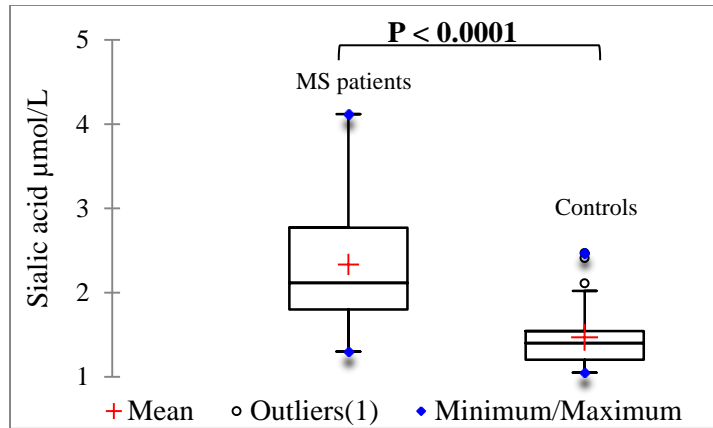 P < 0.0001
MS patients
Controls
Sialic acid µmol/L
5
4
3
2
1
Mean
Outliers(1)
Minimum/Maximum